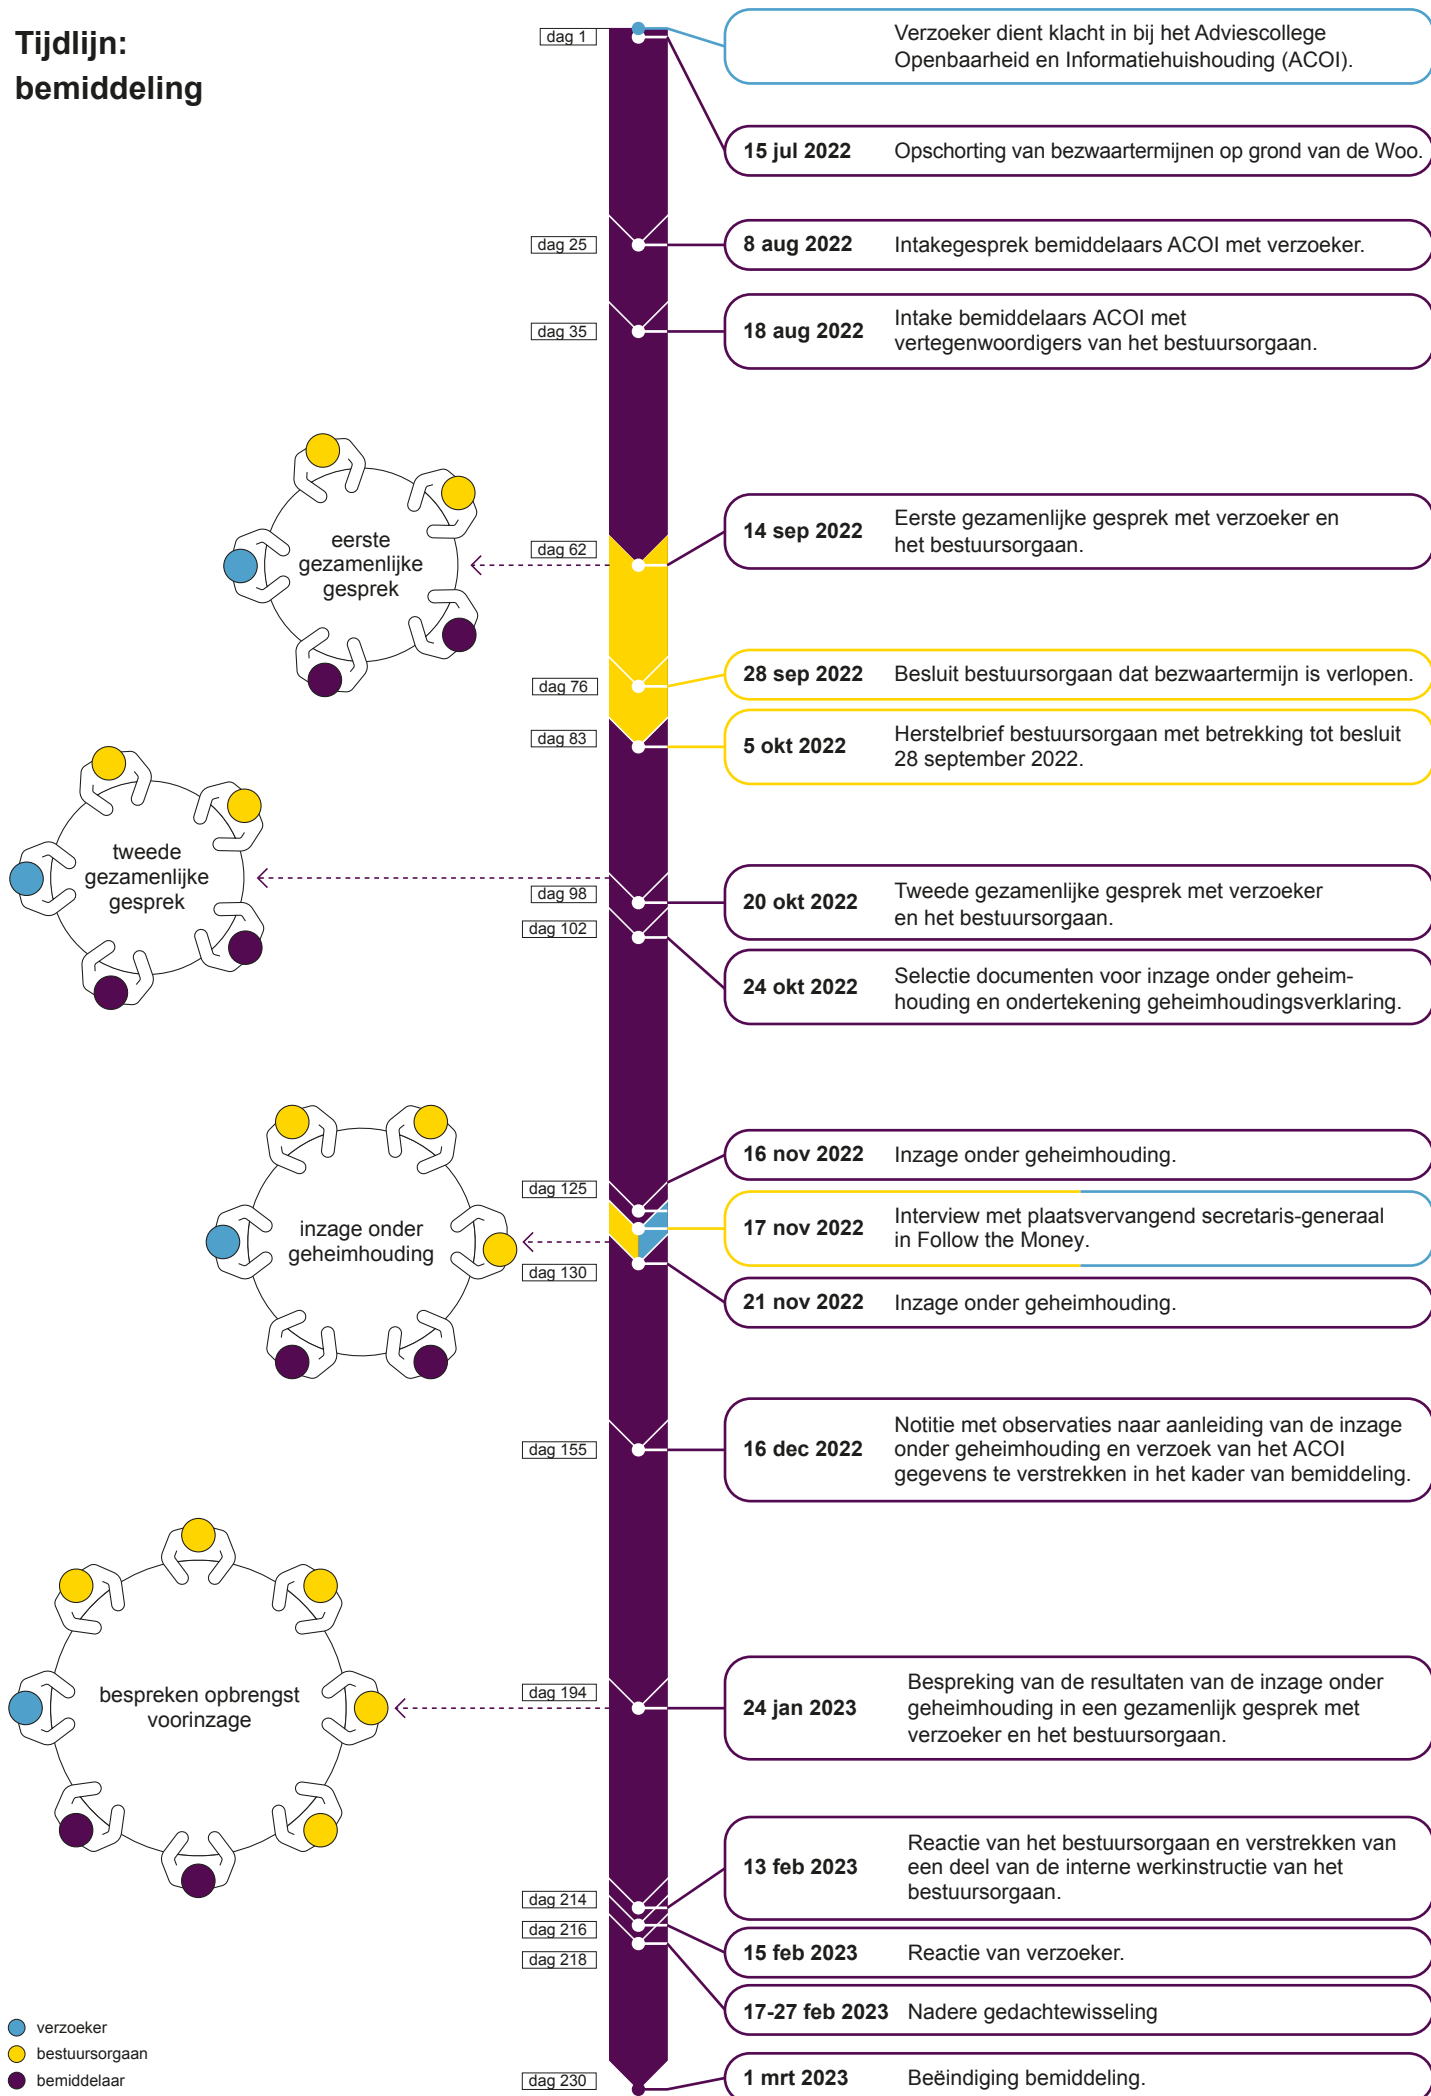 Tijdlijn:
bemiddeling
dag 1
Verzoeker dient klacht in bij het Adviescollege
Openbaarheid en Informatiehuishouding (ACOI).
15 jul 2022
Opschorting van bezwaartermijnen op grond van de Woo.
dag 25
8 aug 2022
Intakegesprek bemiddelaars ACOI met verzoeker.
dag 35
18 aug 2022
Intake bemiddelaars ACOI met
vertegenwoordigers van het bestuursorgaan.
eerste
gezamenlijke
gesprek
dag 62
14 sep 2022
Eerste gezamenlijke gesprek met verzoeker en
het bestuursorgaan.
dag 76
28 sep 2022
Besluit bestuursorgaan dat bezwaartermijn is verlopen.
dag 83
5 okt 2022
Herstelbrief bestuursorgaan met betrekking tot besluit
28 september 2022.
tweede
gezamenlijke
gesprek
dag 98
20 okt 2022
Tweede gezamenlijke gesprek met verzoeker
en het bestuursorgaan.
dag 102
24 okt 2022
Selectie documenten voor inzage onder geheim-
houding en ondertekening geheimhoudingsverklaring.
inzage onder
geheimhouding
dag 125
16 nov 2022
Inzage onder geheimhouding.
17 nov 2022
Interview met plaatsvervangend secretaris-generaal
in Follow the Money.
dag 130
21 nov 2022
Inzage onder geheimhouding.
dag 155
16 dec 2022
Notitie met observaties naar aanleiding van de inzage
onder geheimhouding en verzoek van het ACOI
gegevens te verstrekken in het kader van bemiddeling.
bespreken opbrengst
voorinzage
dag 194
24 jan 2023
Bespreking van de resultaten van de inzage onder
geheimhouding in een gezamenlijk gesprek met
verzoeker en het bestuursorgaan.
dag 214
13 feb 2023
Reactie van het bestuursorgaan en verstrekken van
een deel van de interne werkinstructie van het
bestuursorgaan.
dag 216
15 feb 2023
Reactie van verzoeker.
dag 218
17-27 feb 2023
Nadere gedachtewisseling
dag 230
1 mrt 2023
Beëindiging bemiddeling.
verzoeker
bestuursorgaan
bemiddelaar